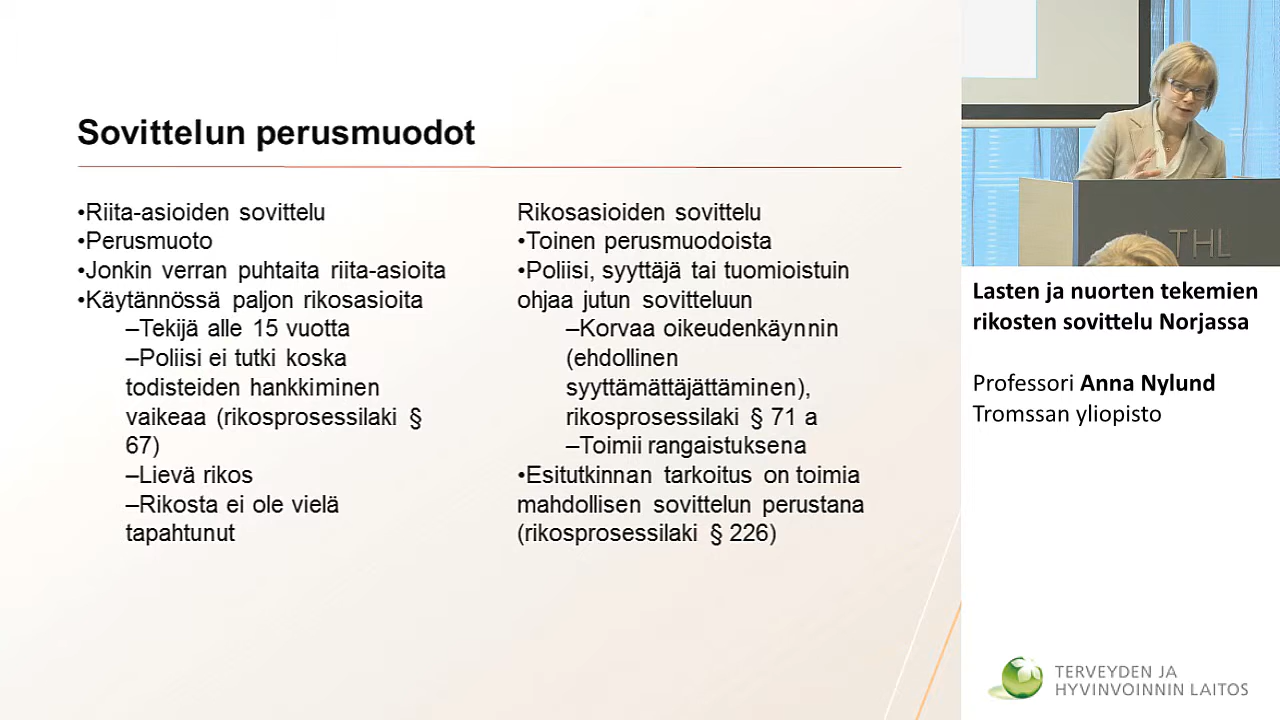 Sovittelun perusmuodot
•Riita-asioiden sovittelu
•Perusmuoto
•Jonkin verran puhtaita riita-asioita
•Käytännössä paljon rikosasioita
–Tekijä alle 15 vuotta
–Poliisi ei tutki koska
todisteiden hankkiminen
vaikeaa (rikosprosessilaki §
67)
–Lievä rikos
–Rikosta ei ole vielä
tapahtunut
Rikosasioiden sovittelu
•Toinen perusmuodoista
•Poliisi, syyttäjä tai tuomioistuin
ohjaa jutun sovitteluun
–Korvaa oikeudenkäynnin
(ehdollinen
syyttämättäjättäminen),
rikosprosessilaki § 71 a
–Toimii rangaistuksena
•Esitutkinnan tarkoitus on toimia
mahdollisen sovittelun perustana
(rikosprosessilaki § 226)
THL
Lasten ja nuorten tekemien
rikosten sovittelu Norjassa
Professori Anna Nylund
Tromssan yliopisto
TERVEYDEN JA
HYVINVOINNIN LAITOS